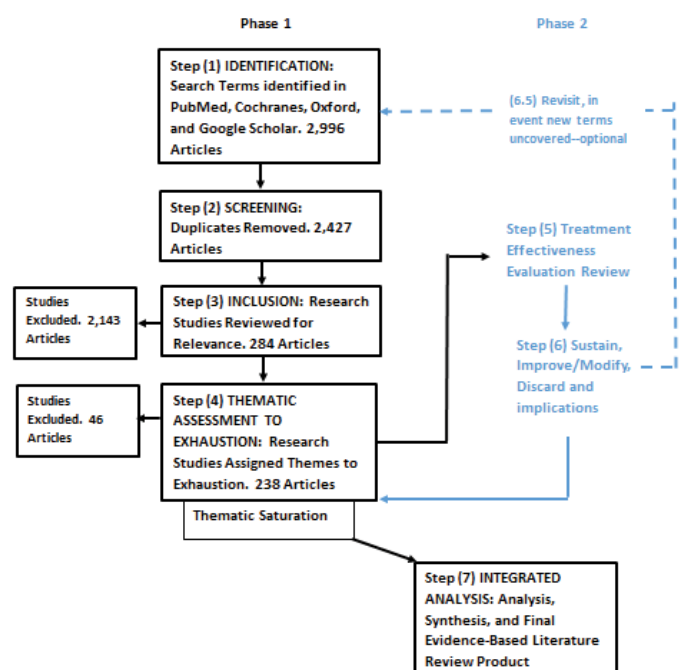 Phase 1
Phase 2
Step (1) IDENTIFICATION:
Search Terms identified in
PubMed, Cochranes, Oxford,
and Google Scholar. 2,996
Articles
(6.5) Revisit, in
event new terms
uncovered--optional
Step (2) SCREENING:
Duplicates Removed. 2,427
Articles
Step (5) Treatment
Effectiveness
Evaluation Review
Studies
Excluded. 2,143
Articles
Step (3) INCLUSION: Research
Studies Reviewed for
Relevance. 284 Articles
Step (6) Sustain,
Improve/Modify,
Discard and
implications
Studies
Excluded. 46
Articles
Step (4) THEMATIC
ASSESSMENT TO
EXHAUSTION: Research
Studies Assigned Themes to
Exhaustion. 238 Articles
Thematic Saturation
Step (7) INTEGRATED
ANALYSIS: Analysis,
Synthesis, and Final
Evidence-Based Literature
Review Product